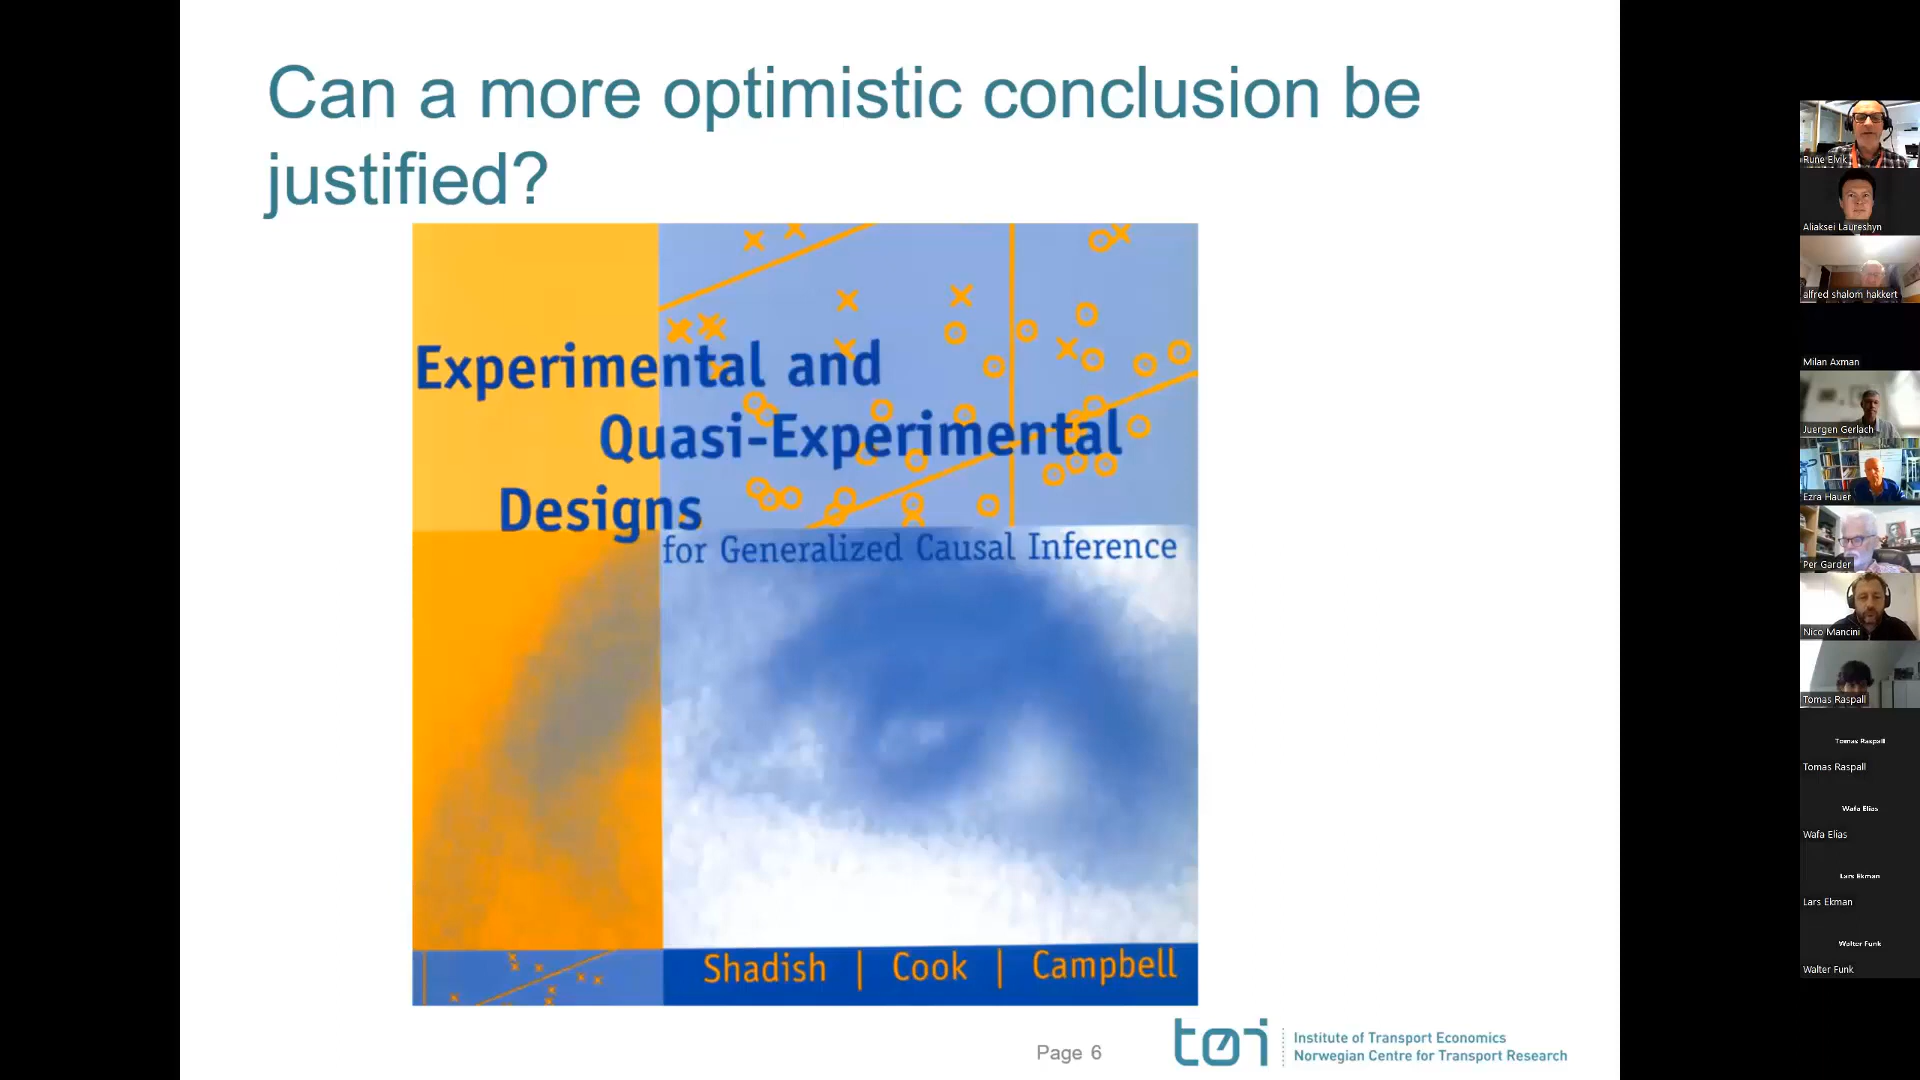 Can a more optimistic conclusion be
justified?
Experimental and
Quasi-Experimental
Designs
for Generalized Causal Inference
Shadish | Cook | Campbell
Page 6
tøi
Institute of Transport Economics
Norwegian Centre for Transport Research
Rune Elvik
Aliaksei Laureshyn
alfred shalom hakkert
Milan Axman
Juergen Gerlach
Ezra Hauer
Per Garder
Nico Mancini
Tomas Raspall
Tomas Raspall
Tomas Raspall
Wafa Elias
Wafa Elias
Lars Ekman
Lars Ekman
Walter Funk
Walter Funk